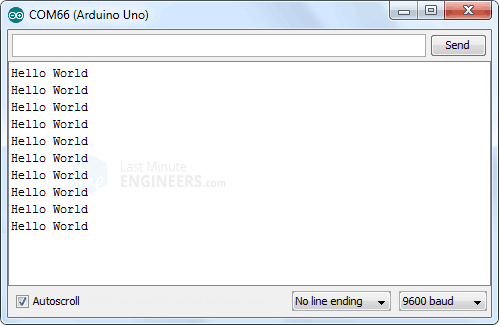 COM66 (Arduino Uno)
Send
Hello World
Hello World
Hello World
Hello World
Hello World
Hello World
Hello World
Hello World
Hello World
Hello World
Last Minute
ENGINEERS.com
Autoscroll
No line ending
9600 baud